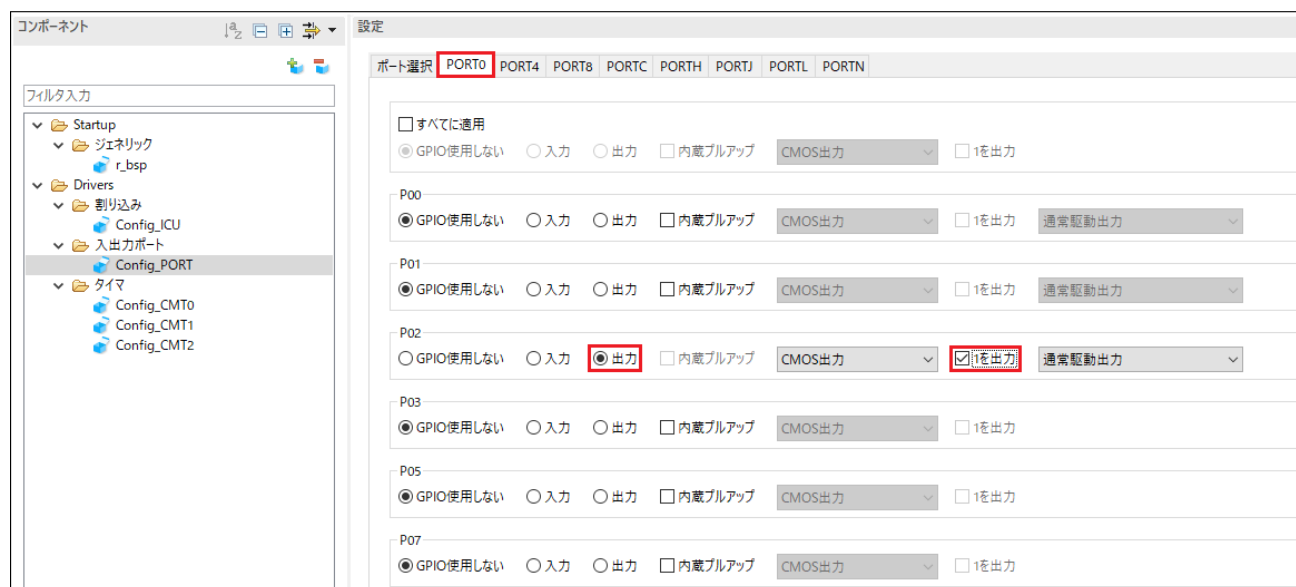 コンポーネント
設定
フィルタ入力
Startup
ジェネリック
r_bsp
Drivers
割り込み
Config_ICU
入出力ポート
Config_PORT
タイマ
Config_CMT0
Config_CMT1
Config_CMT2
ポート選択 PORT0 PORT4 PORT8 PORTC PORTH PORTJ PORTL PORTN
すべてに適用
GPIO使用しない 入力 出力 内蔵プルアップ CMOS出力 1を出力
P00
GPIO使用しない 入力 出力 内蔵プルアップ CMOS出力 1を出力 通常駆動出力
P01
GPIO使用しない 入力 出力 内蔵プルアップ CMOS出力 1を出力 通常駆動出力
P02
GPIO使用しない 入力 出力 内蔵プルアップ CMOS出力 1を出力 通常駆動出力
P03
GPIO使用しない 入力 出力 内蔵プルアップ CMOS出力 1を出力
P05
GPIO使用しない 入力 出力 内蔵プルアップ CMOS出力 1を出力
P07
GPIO使用しない 入力 出力 内蔵プルアップ CMOS出力 1を出力